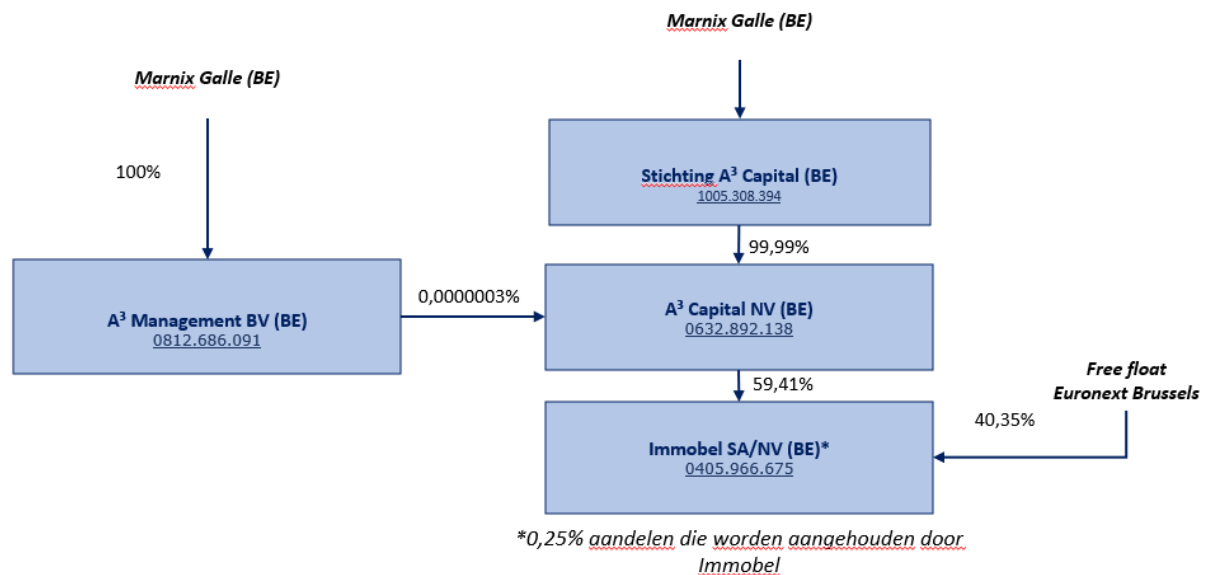 Marnix Galle (BE)
Marnix Galle (BE)
100%
Stichting A³ Capital (BE)
1005.308.394
99,99%
A³ Management BV (BE)
0812.686.091
0,0000003%
A³ Capital NV (BE)
0632.892.138
59,41%
Free float
Euronext Brussels
40,35%
Immobel SA/NV (BE)*
0405.966.675
*0,25% aandelen die worden aangehouden door
Immobel